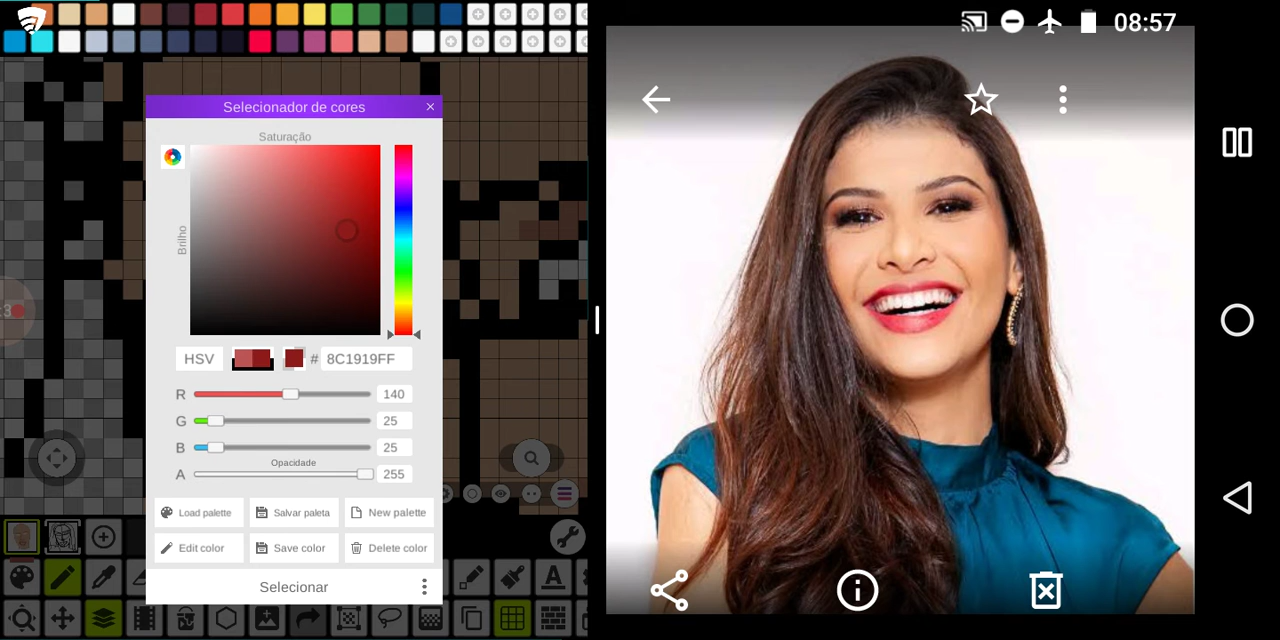 08:57
Selecionador de cores
Saturação
Brilho
HSV
# 8C1919FF
R 140
G 25
B 25
Opacidade
A 255
Load palette
Salvar paleta
New palette
Edit color
Save color
Delete color
Selecionar
A